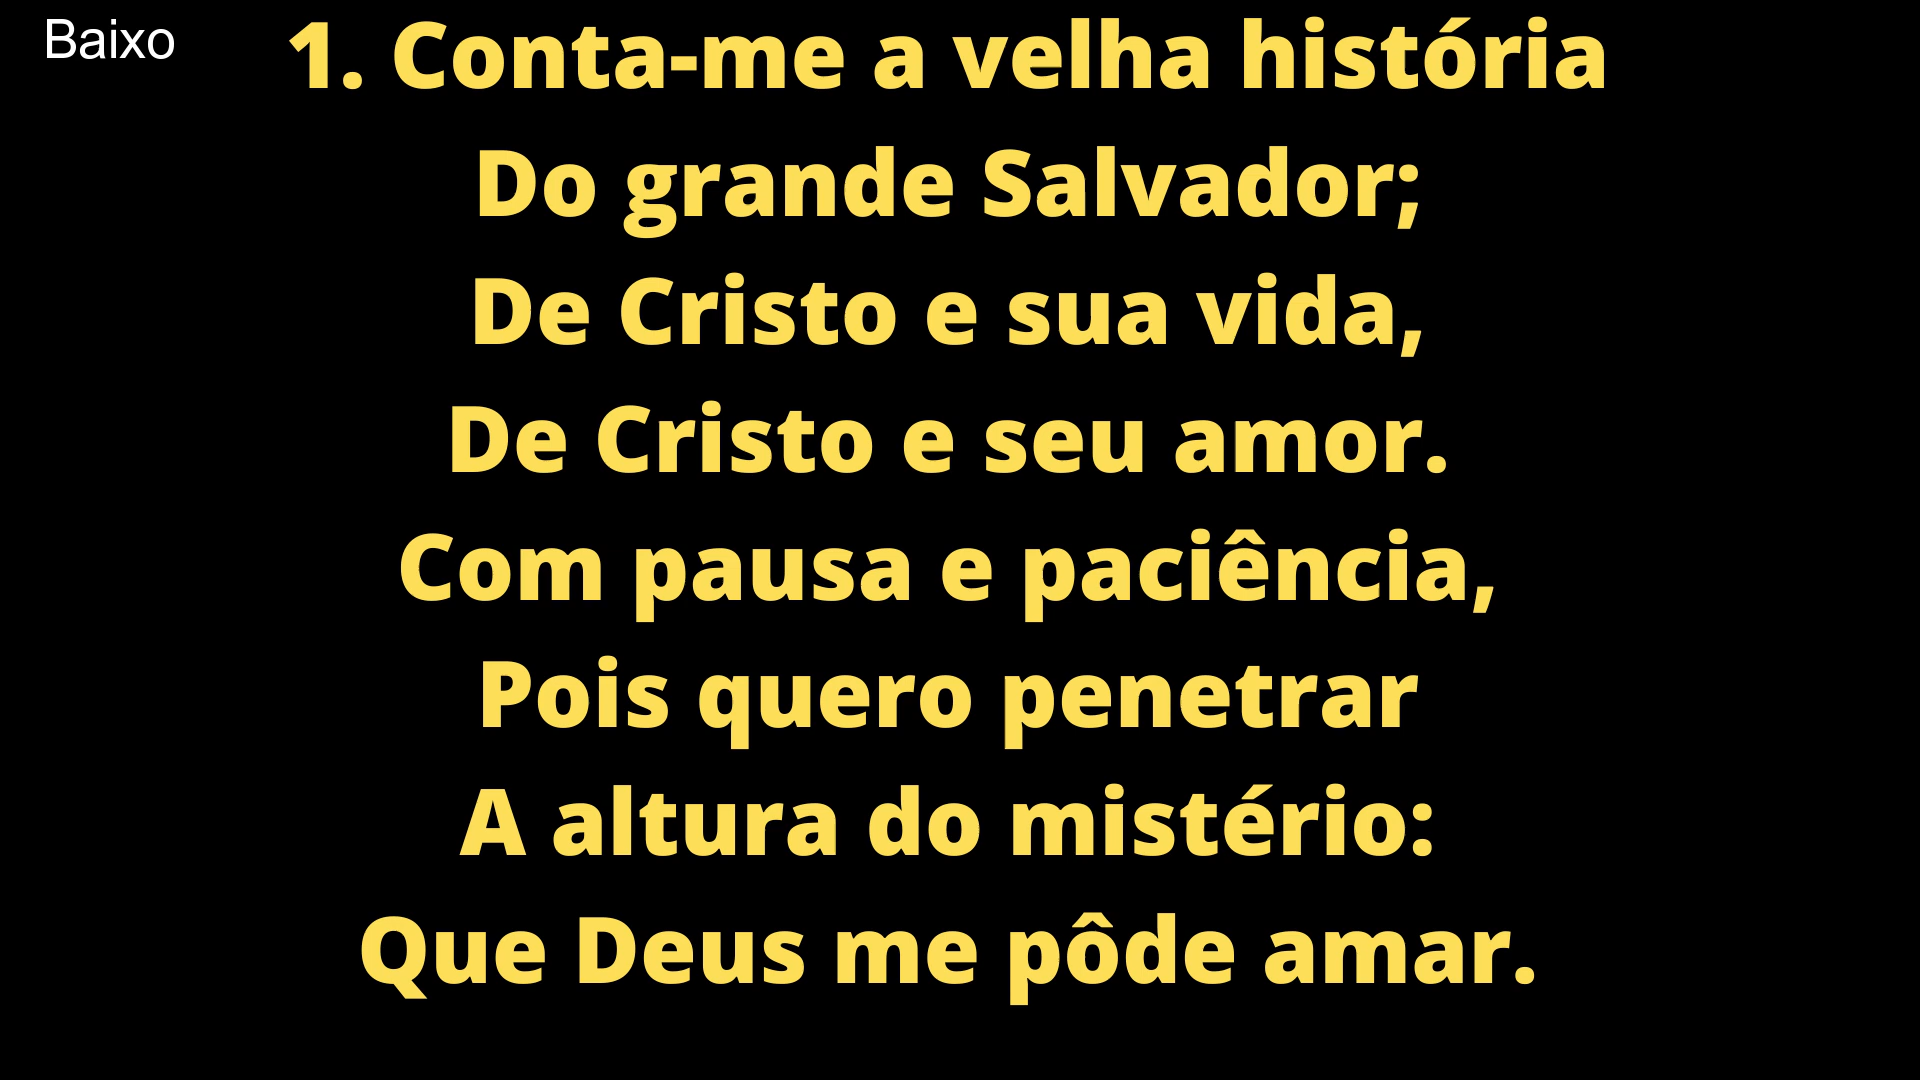 Baixo
1. Conta-me a velha história
Do grande Salvador;
De Cristo e sua vida,
De Cristo e seu amor.
Com pausa e paciência,
Pois quero penetrar
A altura do mistério:
Que Deus me pôde amar.